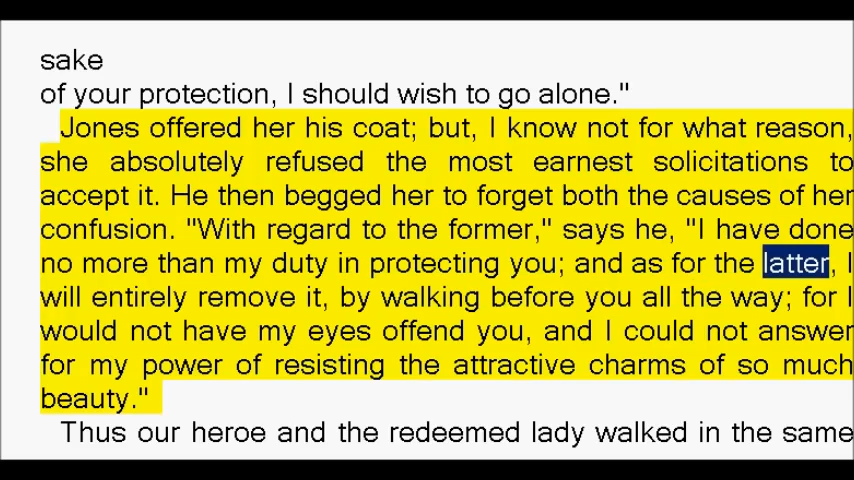 sake
of your protection, I should wish to go alone."
Jones offered her his coat; but, I know not for what reason,
she absolutely refused the most earnest solicitations to
accept it. He then begged her to forget both the causes of her
confusion. "With regard to the former," says he, "I have done
no more than my duty in protecting you; and as for the latter, I
will entirely remove it, by walking before you all the way; for I
would not have my eyes offend you, and I could not answer
for my power of resisting the attractive charms of so much
beauty."
Thus our heroe and the redeemed lady walked in the same